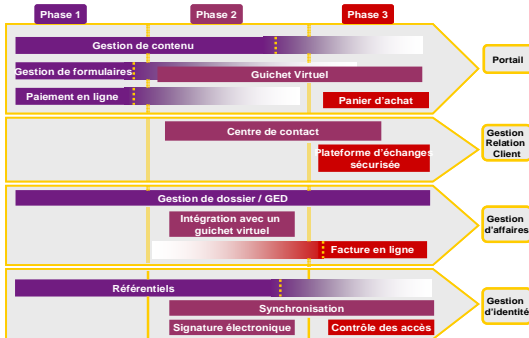 Phase 1
Phase 2
Phase 3
Gestion de contenu
Gestion de formulaires
Guichet Virtuel
Paiement en ligne
Panier d'achat
Portail
Centre de contact
Plateforme d'échanges
sécurisée
Gestion
Relation
Client
Gestion de dossier / GED
Intégration avec un
guichet virtuel
Facture en ligne
Gestion
d'affaires
Référentiels
Synchronisation
Signature électronique
Contrôle des accès
Gestion
d'identité